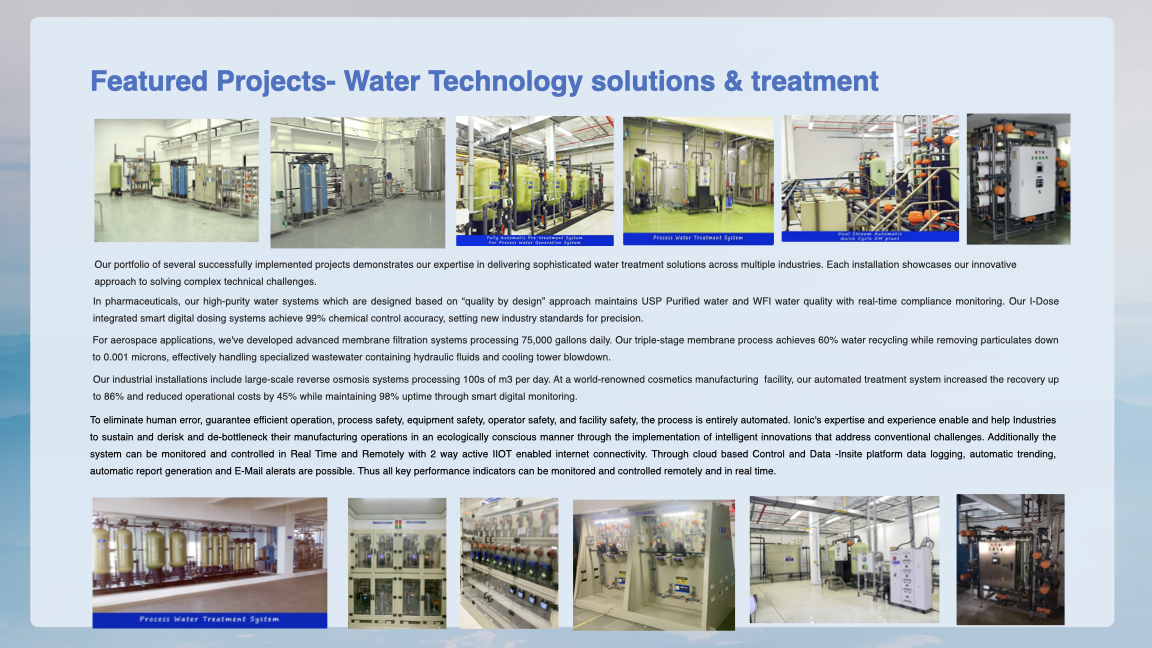 Featured Projects- Water Technology solutions & treatment
Fully Automatic Pre-treatment System
For Process Water Generation System
Process Water Treatment System
Dual Stream Automatic
Quick Cycle DM plant
Our portfolio of several successfully implemented projects demonstrates our expertise in delivering sophisticated water treatment solutions across multiple industries. Each installation showcases our innovative
approach to solving complex technical challenges.
In pharmaceuticals, our high-purity water systems which are designed based on “quality by design” approach maintains USP Purified water and WFI water quality with real-time compliance monitoring. Our I-Dose
integrated smart digital dosing systems achieve 99% chemical control accuracy, setting new industry standards for precision.
For aerospace applications, we've developed advanced membrane filtration systems processing 75,000 gallons daily. Our triple-stage membrane process achieves 60% water recycling while removing particulates down
to 0.001 microns, effectively handling specialized wastewater containing hydraulic fluids and cooling tower blowdown.
Our industrial installations include large-scale reverse osmosis systems processing 100s of m3 per day. At a world-renowned cosmetics manufacturing  facility, our automated treatment system increased the recovery up
to 86% and reduced operational costs by 45% while maintaining 98% uptime through smart digital monitoring.
To eliminate human error, guarantee efficient operation, process safety, equipment safety, operator safety, and facility safety, the process is entirely automated. Ionic's expertise and experience enable and help Industries
to sustain and derisk and de-bottleneck their manufacturing operations in an ecologically conscious manner through the implementation of intelligent innovations that address conventional challenges. Additionally the
system can be monitored and controlled in Real Time and Remotely with 2 way active IIOT enabled internet connectivity. Through cloud based Control and Data -Insite platform data logging, automatic trending,
automatic report generation and E-Mail alerats are possible. Thus all key performance indicators can be monitored and controlled remotely and in real time.
Process Water Treatment System